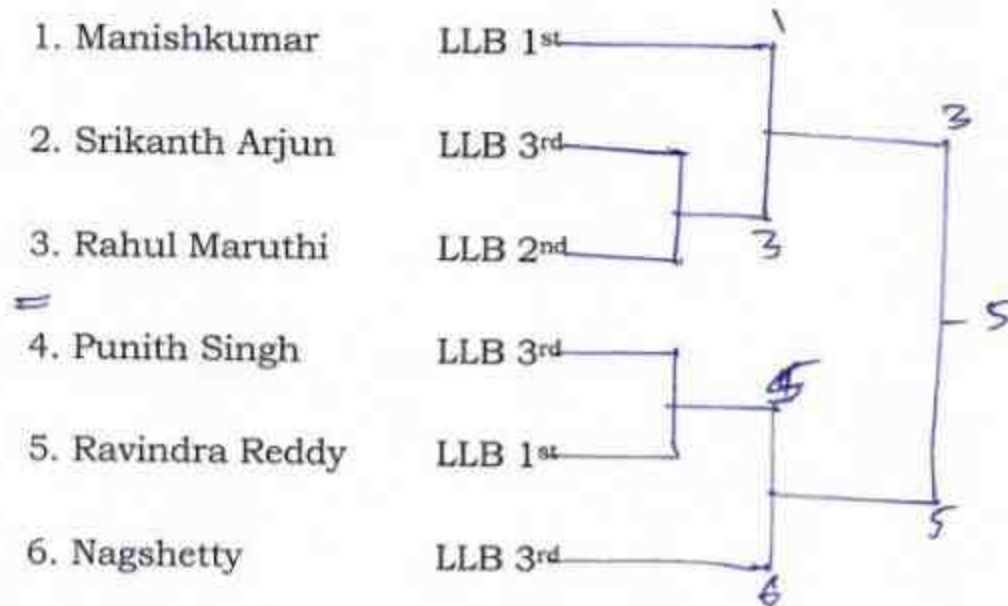 1. Manishkumar LLB 1st 1
2. Srikanth Arjun LLB 3rd 3
3. Rahul Maruthi LLB 2nd 3
4. Punith Singh LLB 3rd 5
5. Ravindra Reddy LLB 1st 5
6. Nagshetty LLB 3rd 6